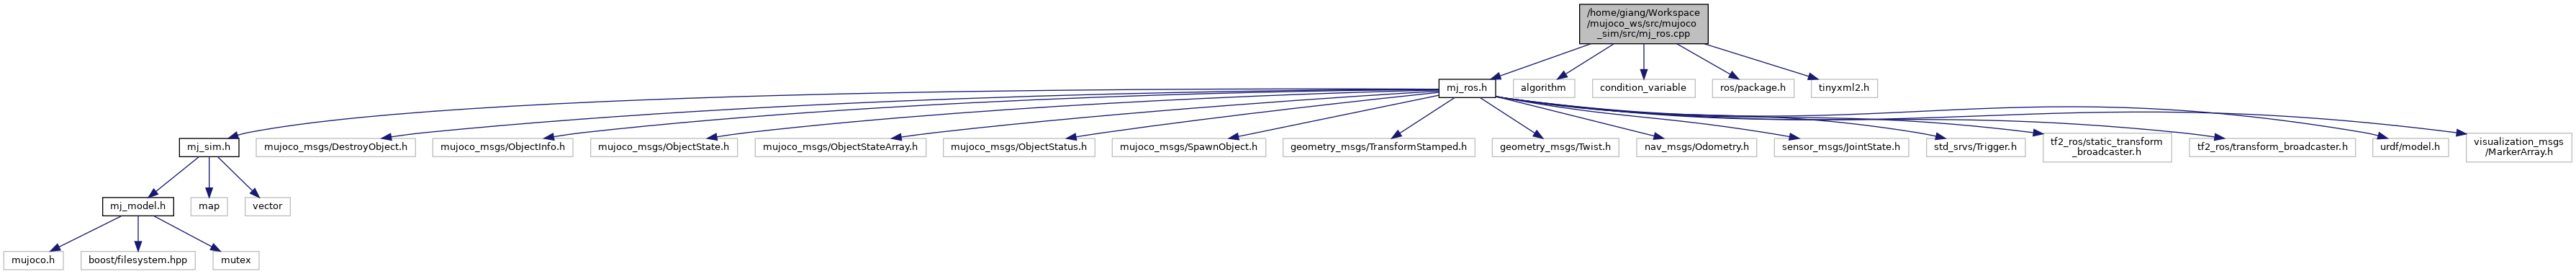 /home/giang/Workspace
/mujoco_ws/src/mujoco
_sim/src/mj_ros.cpp
mj_ros.h
algorithm
condition_variable
ros/package.h
tinyxml2.h
mj_sim.h
mujoco_msgs/DestroyObject.h
mujoco_msgs/ObjectInfo.h
mujoco_msgs/ObjectState.h
mujoco_msgs/ObjectStateArray.h
mujoco_msgs/ObjectStatus.h
mujoco_msgs/SpawnObject.h
geometry_msgs/TransformStamped.h
geometry_msgs/Twist.h
nav_msgs/Odometry.h
sensor_msgs/JointState.h
std_srvs/Trigger.h
tf2_ros/static_transform
_broadcaster.h
tf2_ros/transform_broadcaster.h
urdf/model.h
visualization_msgs
/MarkerArray.h
mj_model.h
map
vector
mujoco.h
boost/filesystem.hpp
mutex